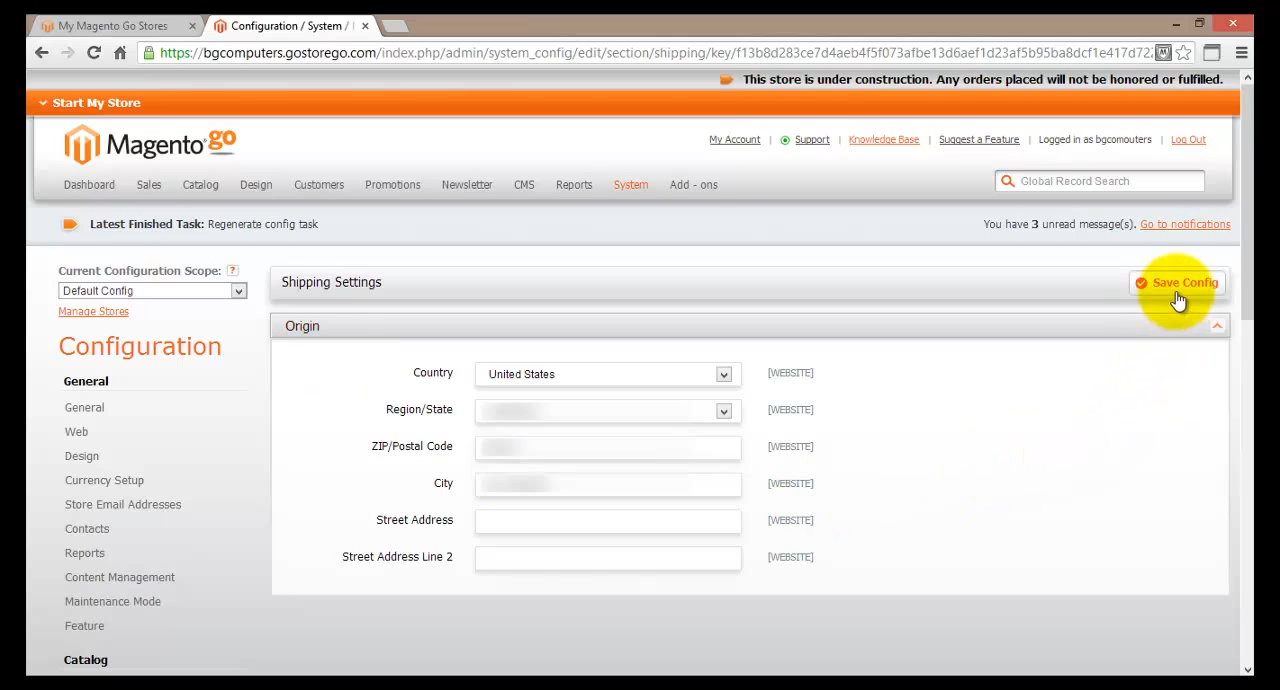 My Magento Go Stores
Configuration / System /
https://bgcomputers.gostorego.com/index.php/admin/system_config/edit/section/shipping/key/f13b8d283ce7d4aeb4f5f073afbe13d6aef1d23af5b95ba8dcf1e417d722
This store is under construction. Any orders placed will not be honored or fulfilled.
Start My Store
Magento go
My Account | Support | Knowledge Base | Suggest a Feature | Logged in as bgcomouters | Log Out
Dashboard Sales Catalog Design Customers Promotions Newsletter CMS Reports System Add - ons
Global Record Search
Latest Finished Task: Regenerate config task
You have 3 unread message(s). Go to notifications
Current Configuration Scope: ?
Default Config
Manage Stores
Configuration
General
General
Web
Design
Currency Setup
Store Email Addresses
Contacts
Reports
Content Management
Maintenance Mode
Feature
Catalog
Shipping Settings
Save Config
Origin
Country United States [WEBSITE]
Region/State [WEBSITE]
ZIP/Postal Code [WEBSITE]
City [WEBSITE]
Street Address [WEBSITE]
Street Address Line 2 [WEBSITE]